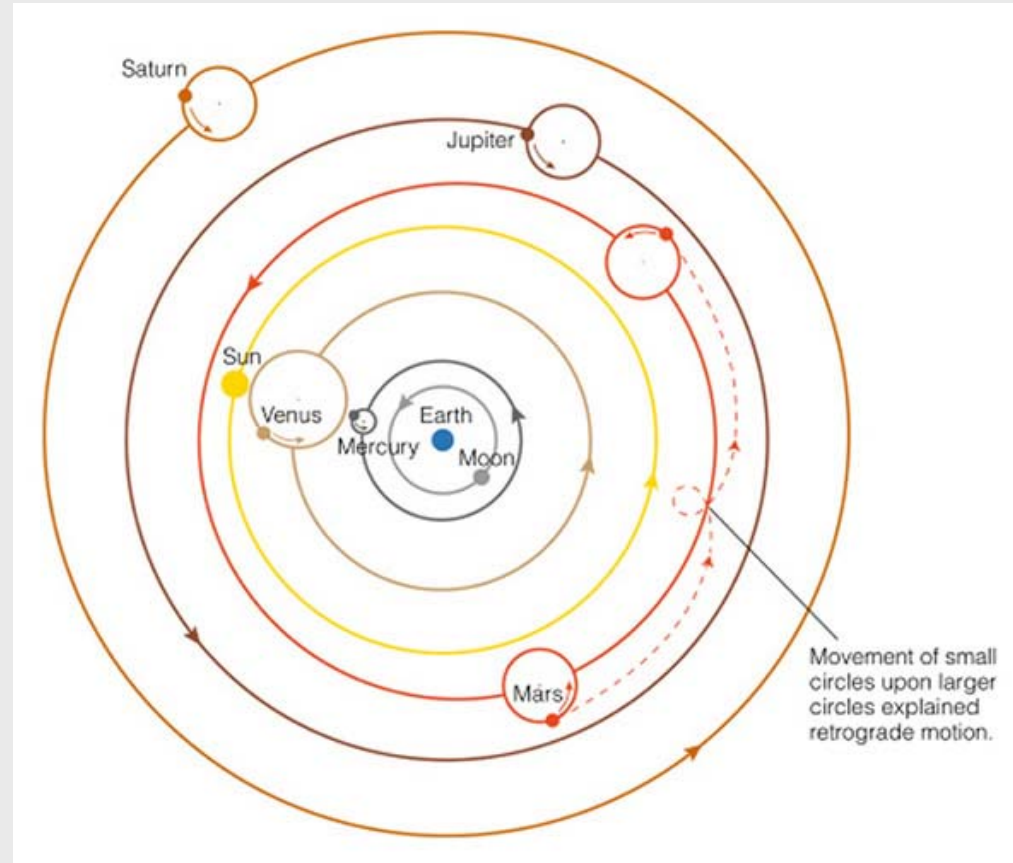 Saturn
Jupiter
Sun
Venus
Earth
Mercury
Moon
Mars
Movement of small
circles upon larger
circles explained
retrograde motion.